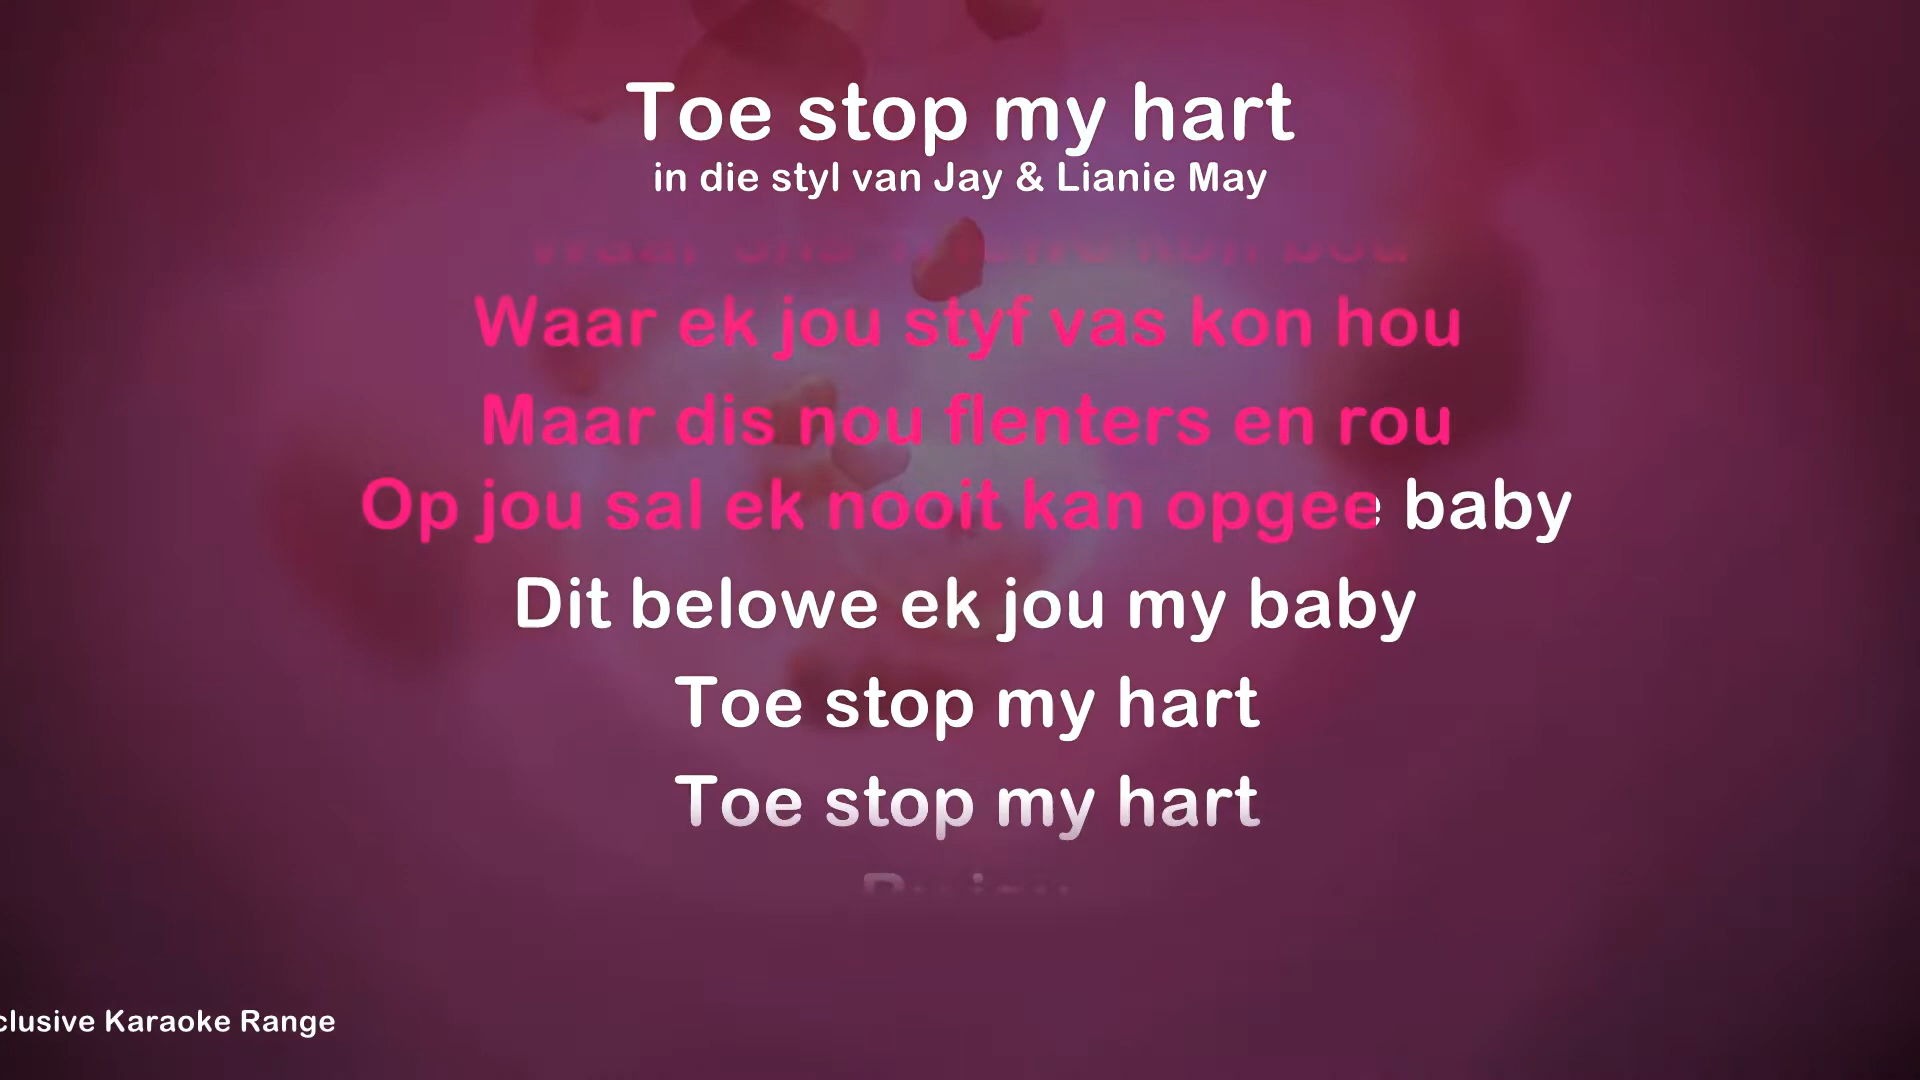 Toe stop my hart
in die styl van Jay & Lianie May
Waar ek jou styf vas kon hou
Maar dis nou flenters en rou
Op jou sal ek nooit kan opgee baby
Dit belowe ek jou my baby
Toe stop my hart
Toe stop my hart
clusive Karaoke Range